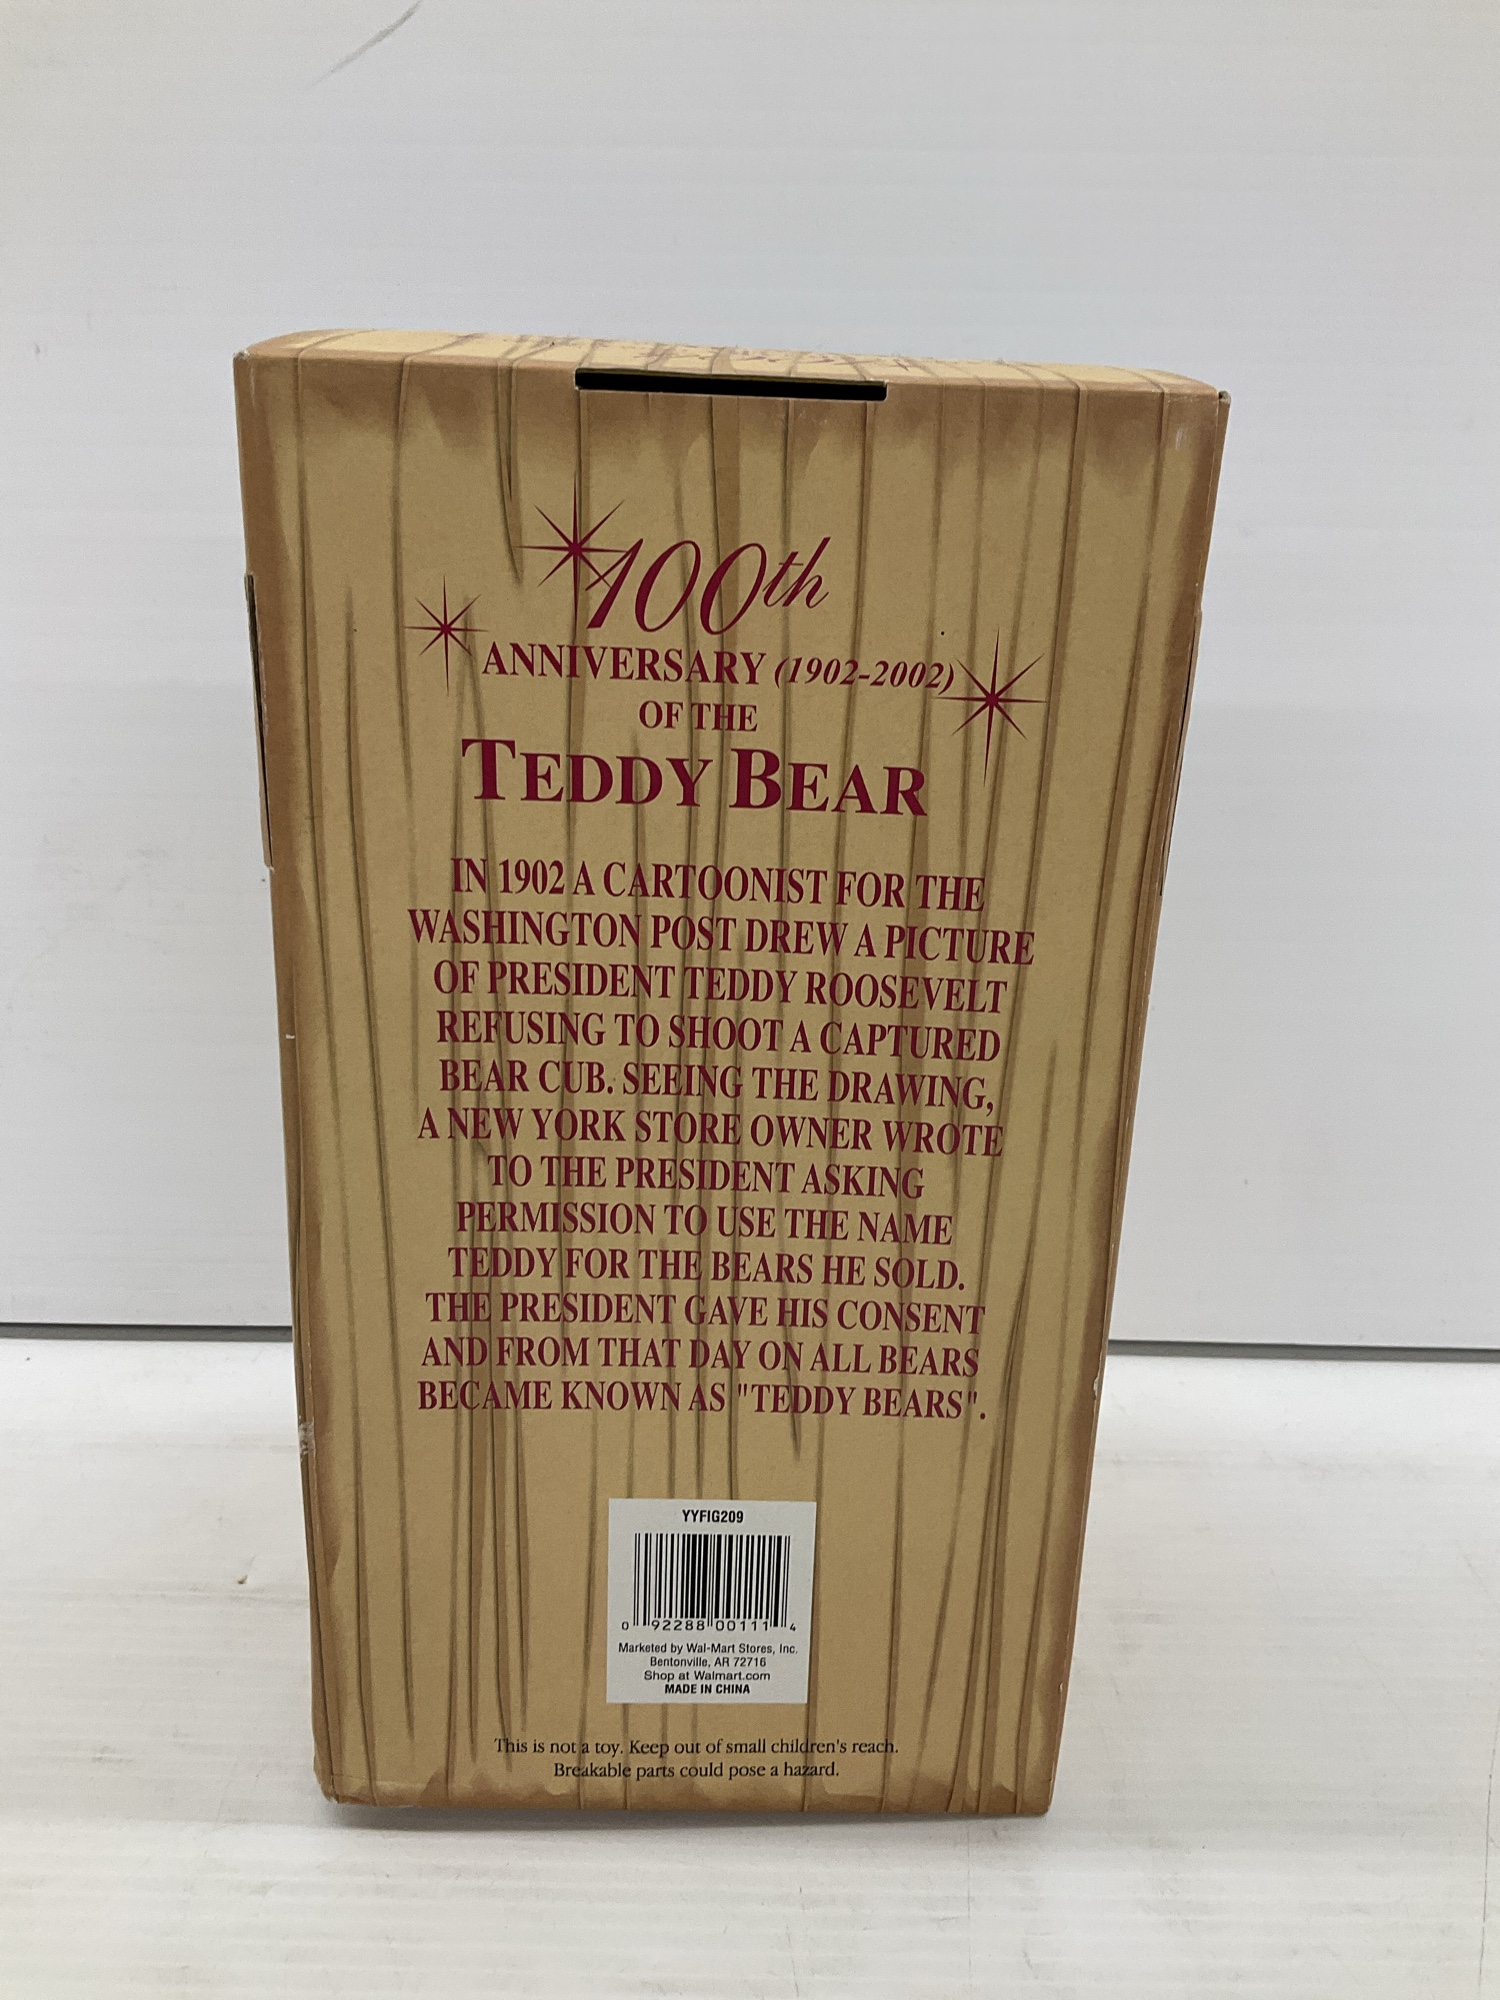 100th
ANNIVERSARY (1902-2002)
OF THE
TEDDY BEAR
IN 1902 A CARTOONIST FOR THE
WASHINGTON POST DREW A PICTURE
OF PRESIDENT TEDDY ROOSEVELT
REFUSING TO SHOOT A CAPTURED
BEAR CUB. SEEING THE DRAWING,
A NEW YORK STORE OWNER WROTE
TO THE PRESIDENT ASKING
PERMISSION TO USE THE NAME
TEDDY FOR THE BEARS HE SOLD.
THE PRESIDENT GAVE HIS CONSENT
AND FROM THAT DAY ON ALL BEARS
BECAME KNOWN AS "TEDDY BEARS".
YYFIG209
0 92288 00111 4
Marketed by Wal-Mart Stores, Inc.
Bentonville, AR 72716
Shop at Walmart.com
MADE IN CHINA
This is not a toy. Keep out of small children's reach.
Breakable parts could pose a hazard.